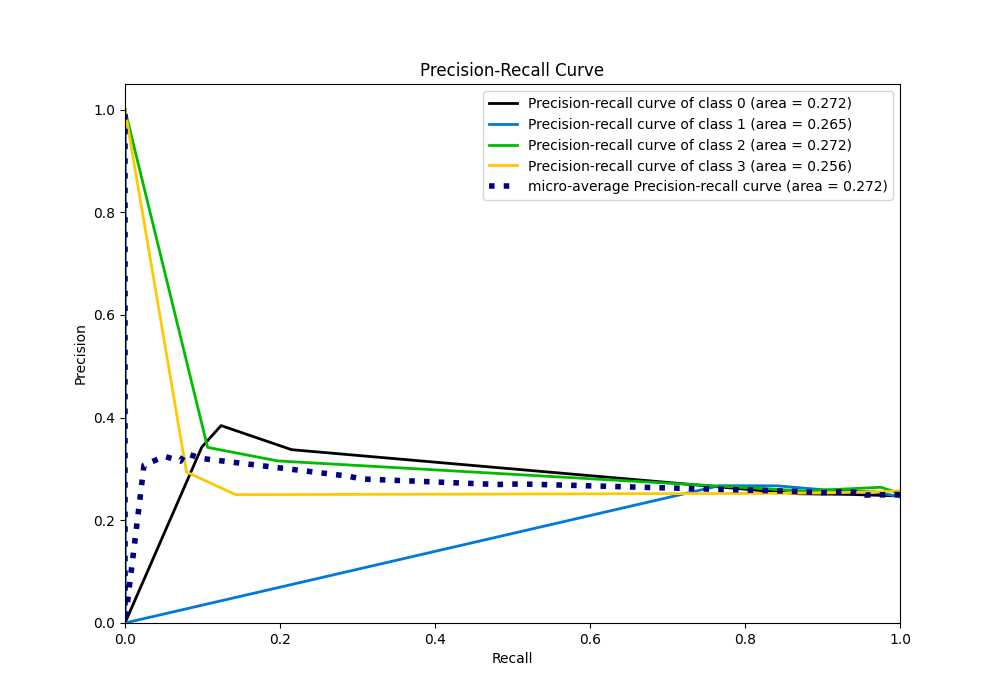 Precision-Recall Curve
Precision-recall curve of class 0 (area = 0.272)
Precision-recall curve of class 1 (area = 0.265)
Precision-recall curve of class 2 (area = 0.272)
Precision-recall curve of class 3 (area = 0.256)
micro-average Precision-recall curve (area = 0.272)
1.0
0.8
0.6
0.4
0.2
0.0
Precision
0.0 0.2 0.4 0.6 0.8 1.0
Recall